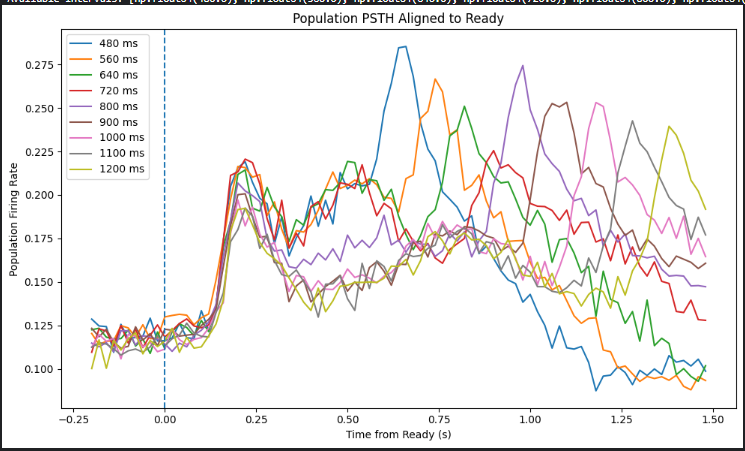 Population PSTH Aligned to Ready
480 ms
560 ms
640 ms
720 ms
800 ms
900 ms
1000 ms
1100 ms
1200 ms
Population Firing Rate
0.275
0.250
0.225
0.200
0.175
0.150
0.125
0.100
−0.25 0.00 0.25 0.50 0.75 1.00 1.25 1.50
Time from Ready (s)